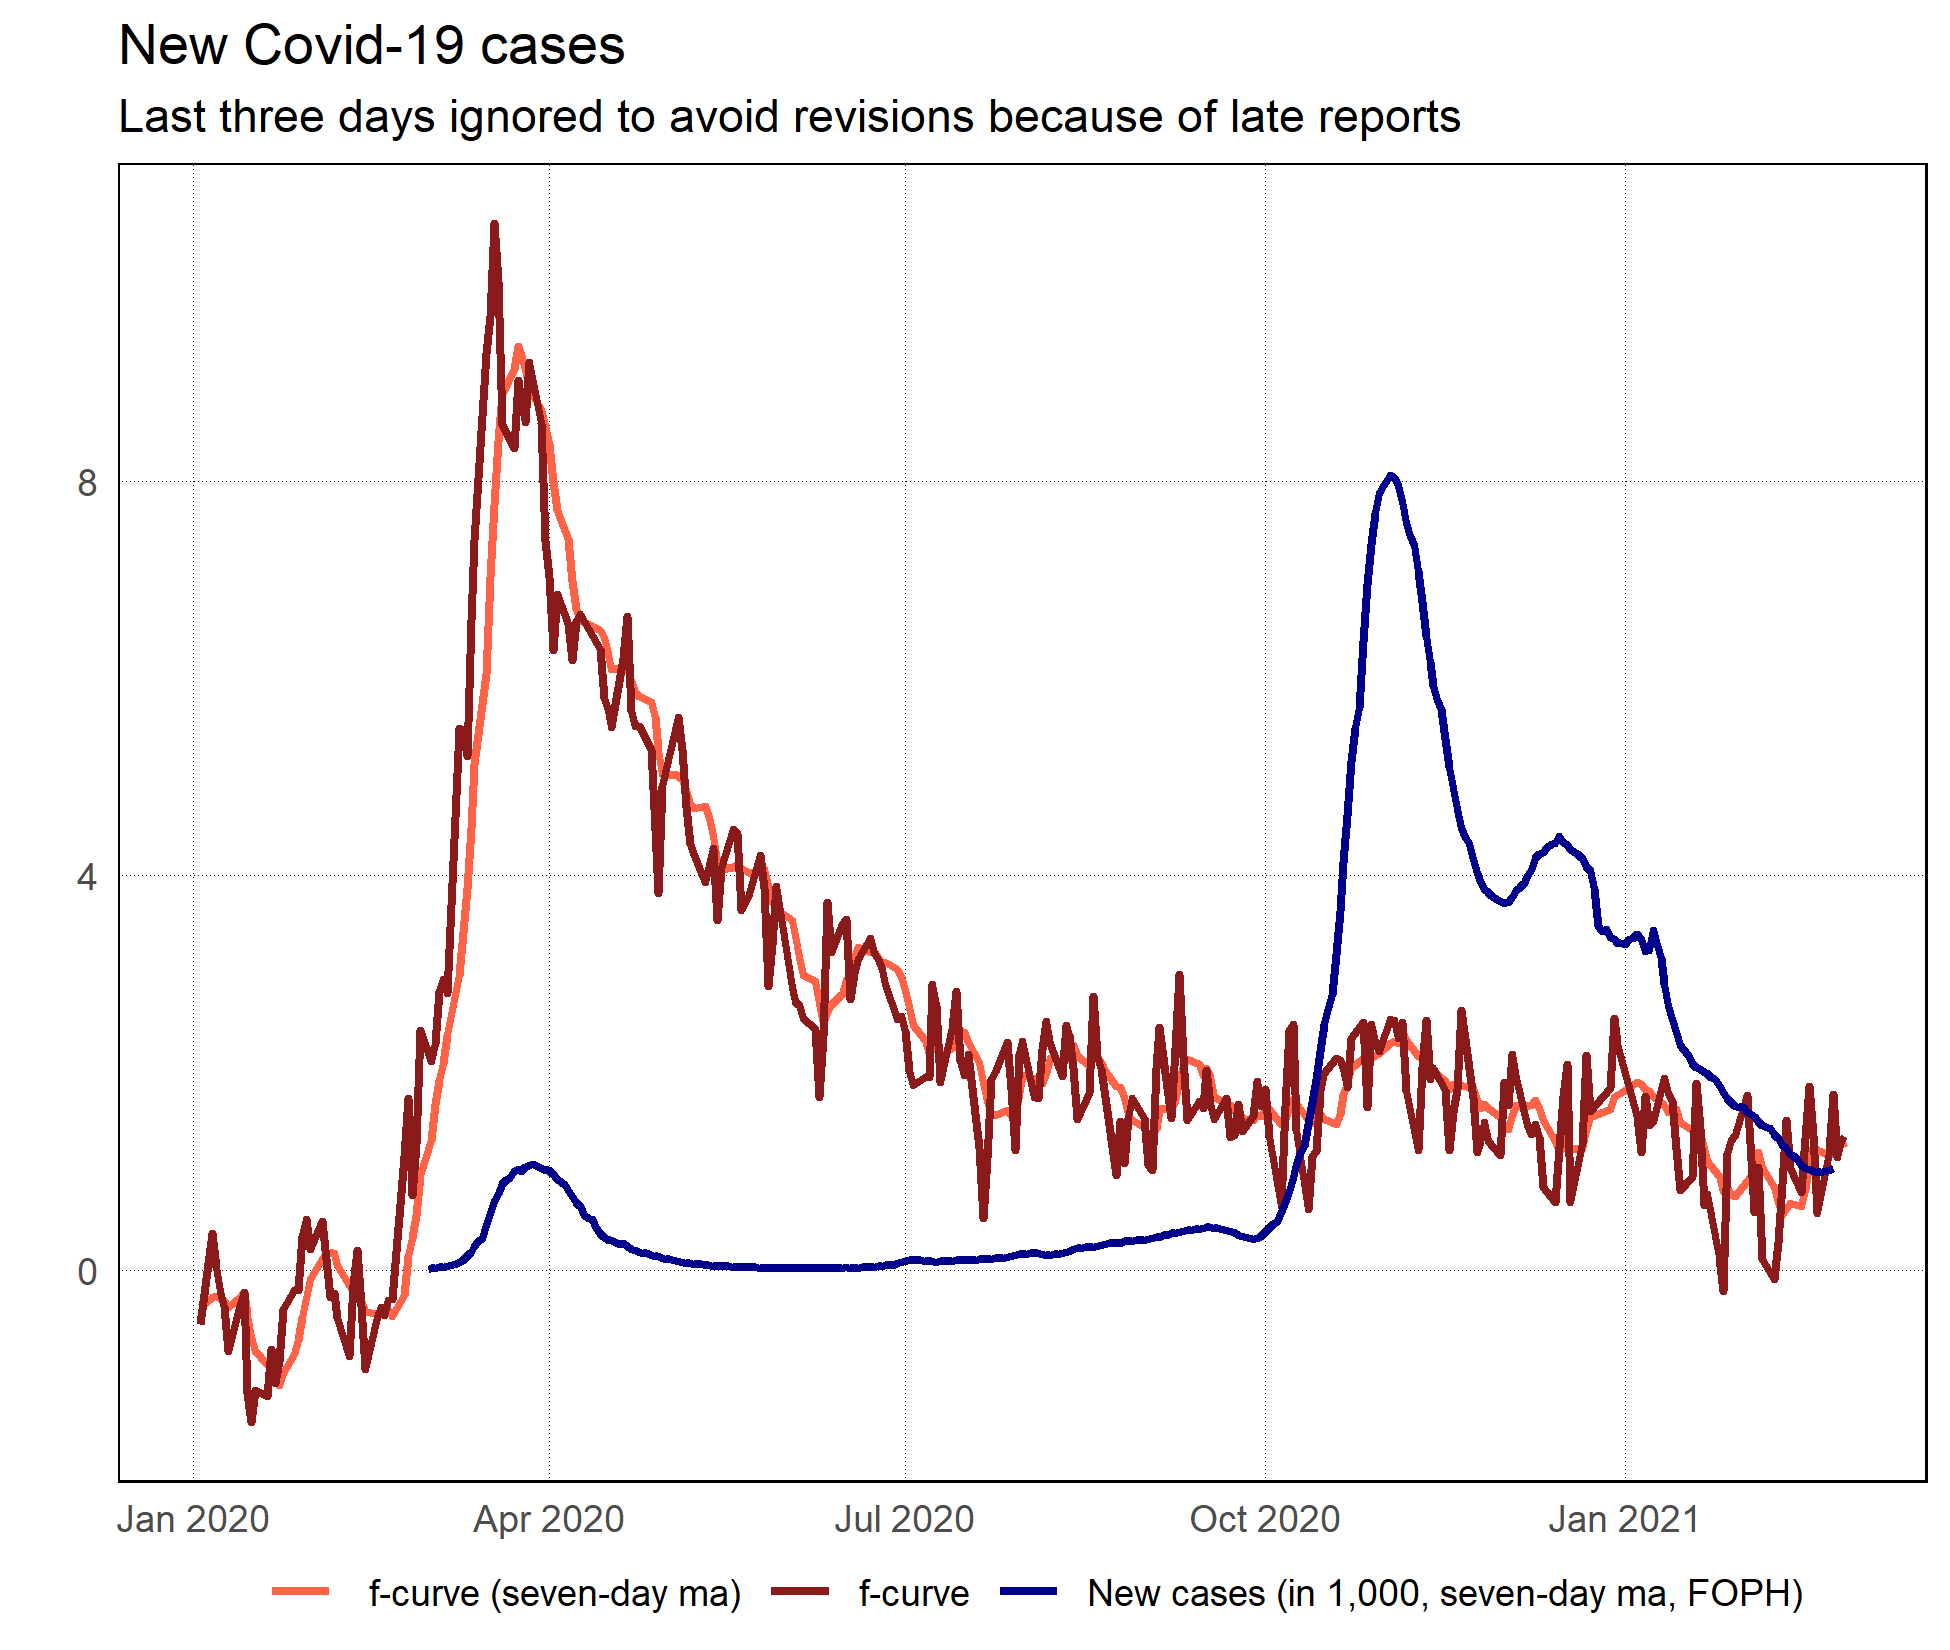 New Covid-19 cases
Last three days ignored to avoid revisions because of late reports
8
4
0
Jan 2020 Apr 2020 Jul 2020 Oct 2020 Jan 2021
f-curve (seven-day ma) f-curve New cases (in 1,000, seven-day ma, FOPH)